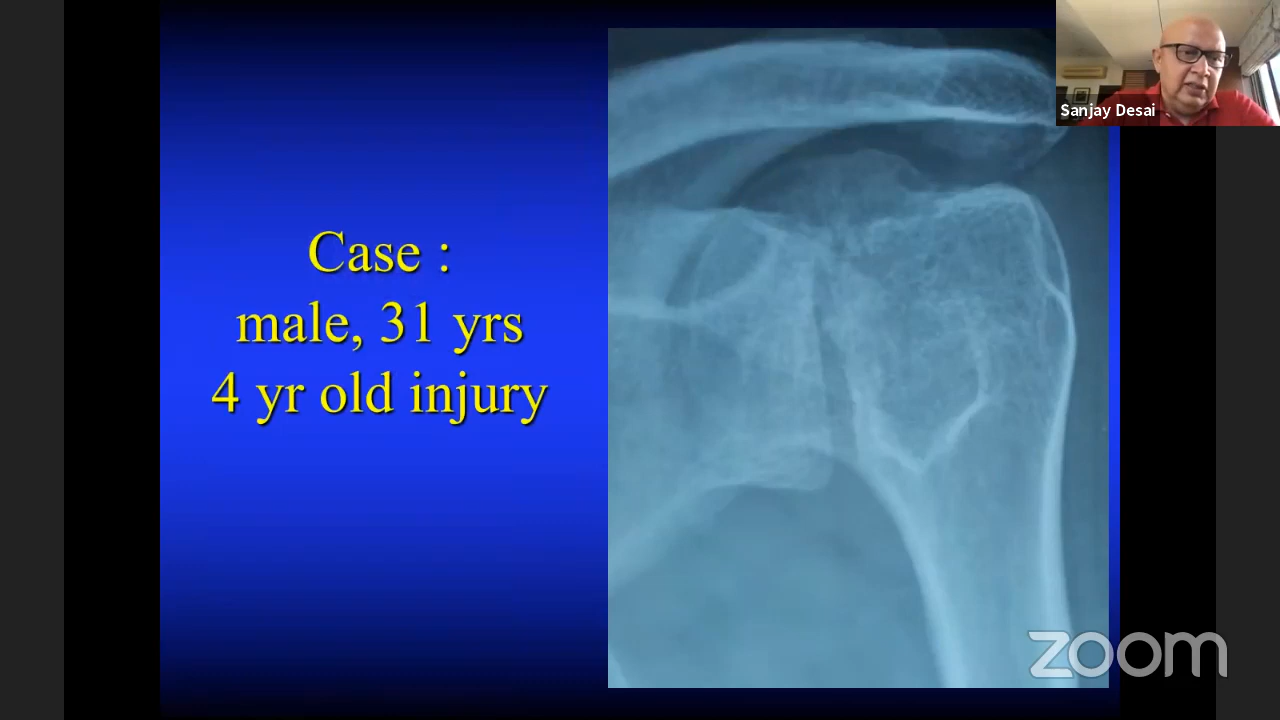 Case :
male, 31 yrs
4 yr old injury
Sanjay Desai
zoom